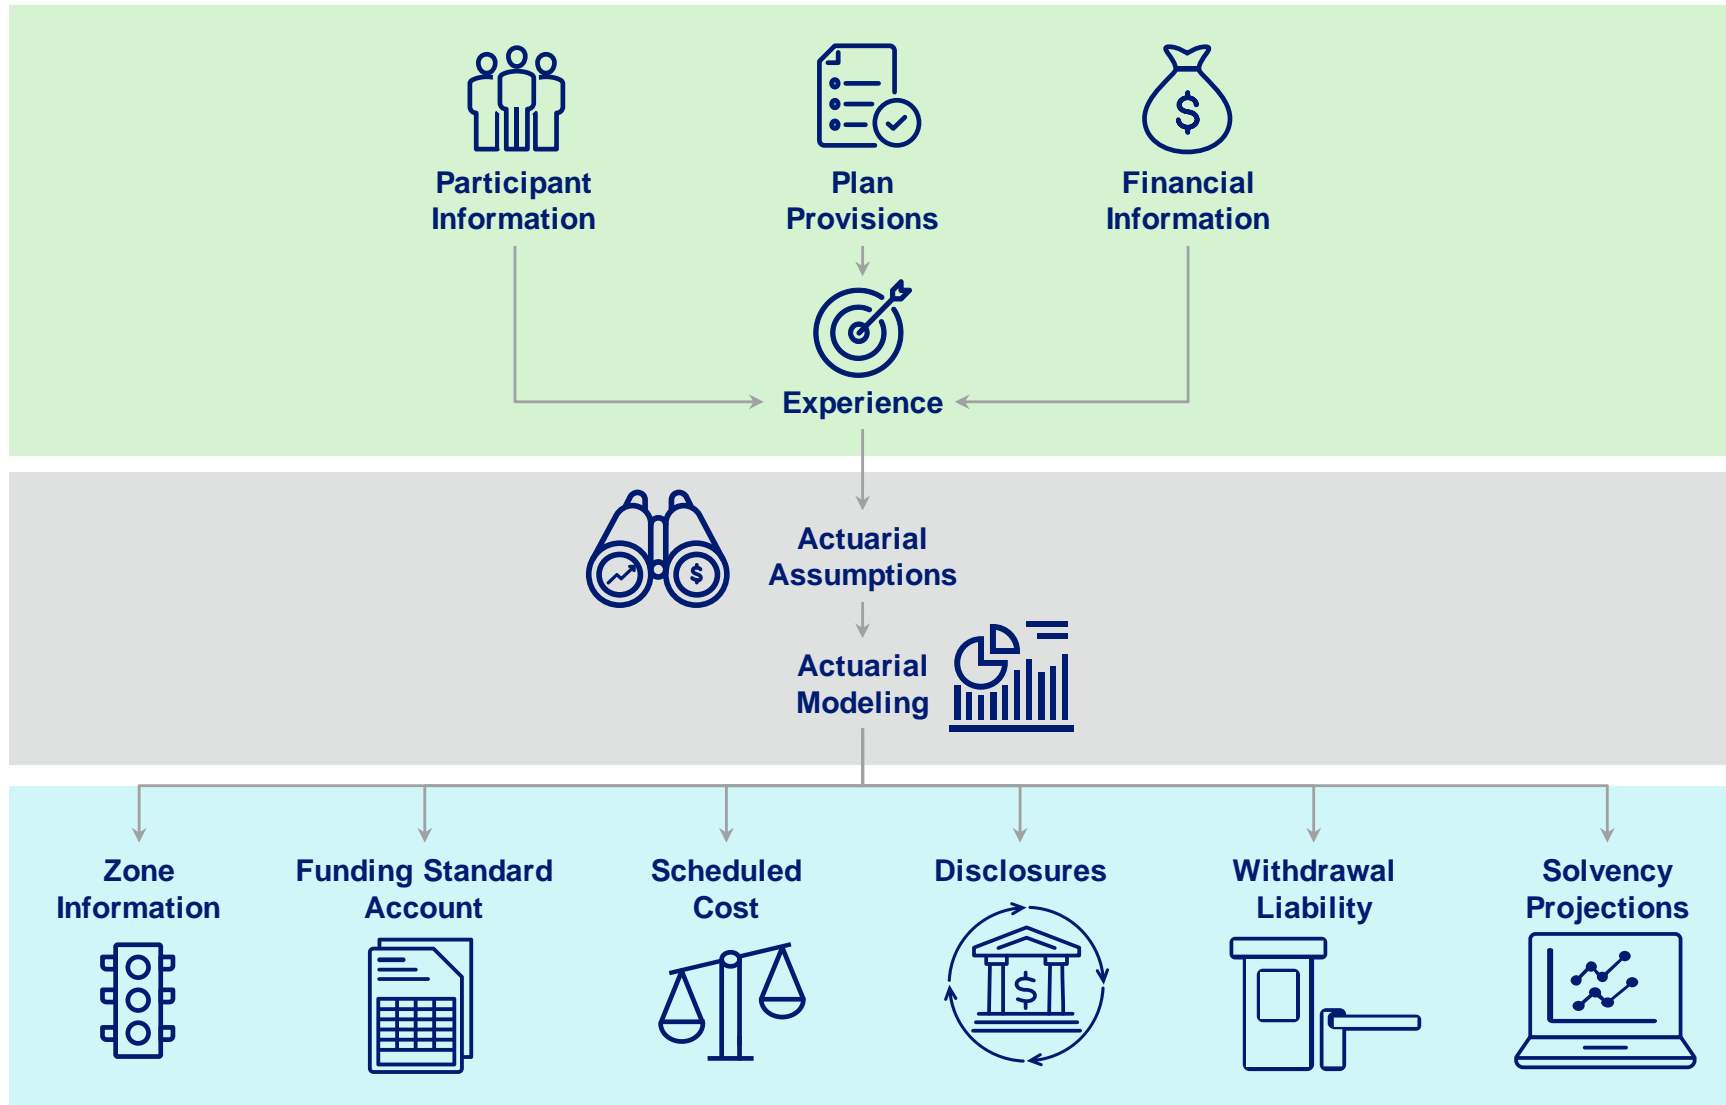 Participant
Information
Plan
Provisions
$
Financial
Information
Experience
$
Actuarial
Assumptions
Actuarial
Modeling
Zone
Information
Funding Standard
Account
Scheduled
Cost
Disclosures
$
Withdrawal
Liability
Solvency
Projections